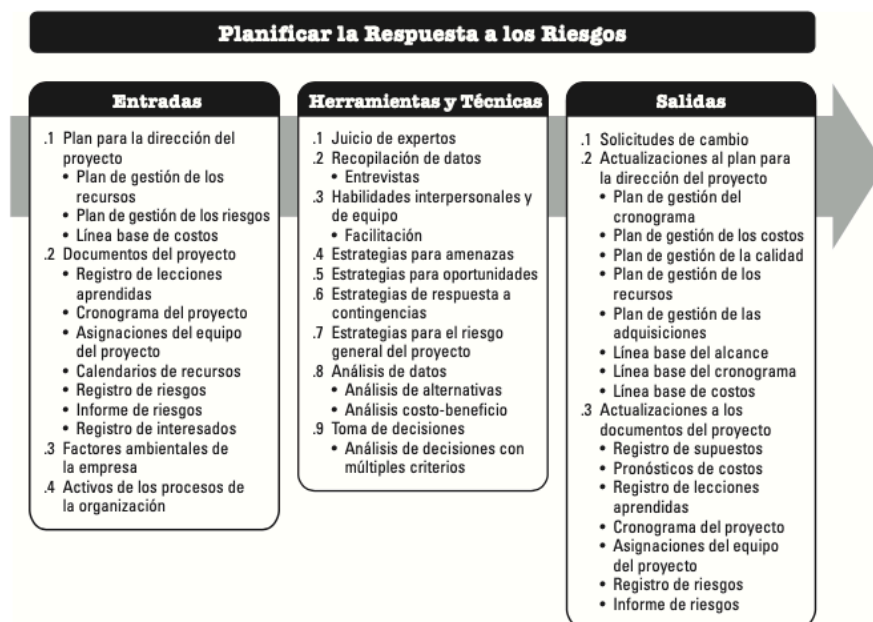 Planificar la Respuesta a los Riesgos
Entradas
.1 Plan para la dirección del
proyecto
• Plan de gestión de los
recursos
• Plan de gestión de los riesgos
• Línea base de costos
.2 Documentos del proyecto
• Registro de lecciones
aprendidas
• Cronograma del proyecto
• Asignaciones del equipo
del proyecto
• Calendarios de recursos
• Registro de riesgos
• Informe de riesgos
• Registro de interesados
.3 Factores ambientales de
la empresa
.4 Activos de los procesos de
la organización
Herramientas y Técnicas
.1 Juicio de expertos
.2 Recopilación de datos
• Entrevistas
.3 Habilidades interpersonales y
de equipo
• Facilitación
.4 Estrategias para amenazas
.5 Estrategias para oportunidades
.6 Estrategias de respuesta a
contingencias
.7 Estrategias para el riesgo
general del proyecto
.8 Análisis de datos
• Análisis de alternativas
• Análisis costo-beneficio
.9 Toma de decisiones
• Análisis de decisiones con
múltiples criterios
Salidas
.1 Solicitudes de cambio
.2 Actualizaciones al plan para
la dirección del proyecto
• Plan de gestión del
cronograma
• Plan de gestión de los costos
• Plan de gestión de la calidad
• Plan de gestión de los
recursos
• Plan de gestión de las
adquisiciones
• Línea base del alcance
• Línea base del cronograma
• Línea base de costos
.3 Actualizaciones a los
documentos del proyecto
• Registro de supuestos
• Pronósticos de costos
• Registro de lecciones
aprendidas
• Cronograma del proyecto
• Asignaciones del equipo
del proyecto
• Registro de riesgos
• Informe de riesgos